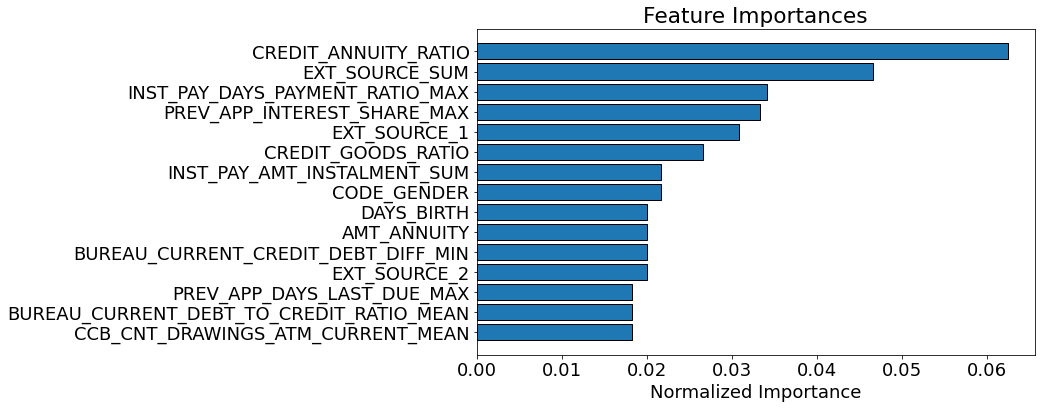 Feature Importances
CREDIT_ANNUITY_RATIO
EXT_SOURCE_SUM
INST_PAY_DAYS_PAYMENT_RATIO_MAX
PREV_APP_INTEREST_SHARE_MAX
EXT_SOURCE_1
CREDIT_GOODS_RATIO
INST_PAY_AMT_INSTALMENT_SUM
CODE_GENDER
DAYS_BIRTH
AMT_ANNUITY
BUREAU_CURRENT_CREDIT_DEBT_DIFF_MIN
EXT_SOURCE_2
PREV_APP_DAYS_LAST_DUE_MAX
BUREAU_CURRENT_DEBT_TO_CREDIT_RATIO_MEAN
CCB_CNT_DRAWINGS_ATM_CURRENT_MEAN
0.00 0.01 0.02 0.03 0.04 0.05 0.06
Normalized Importance